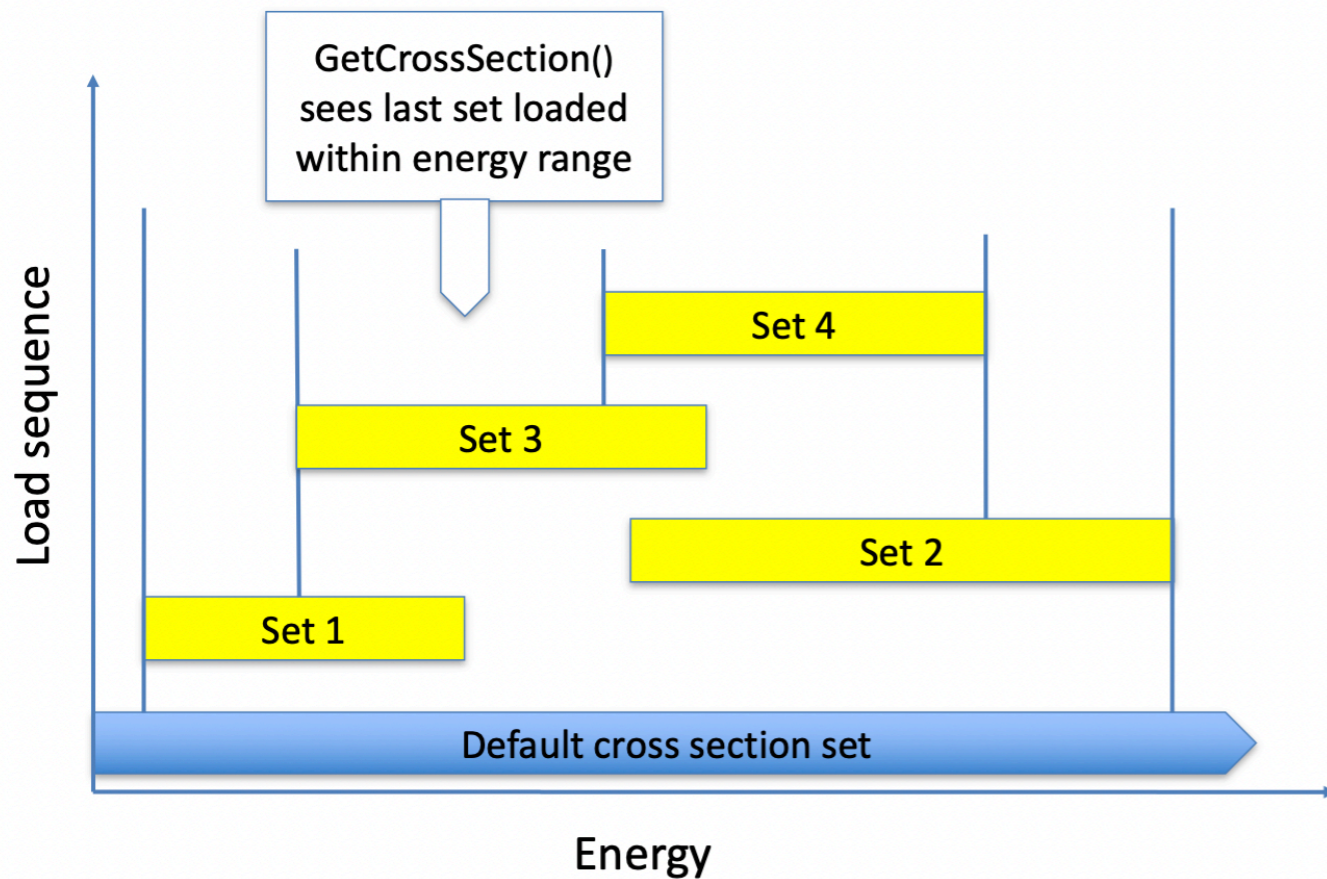 GetCrossSection()
sees last set loaded
within energy range
Load sequence
Set 4
Set 3
Set 2
Set 1
Default cross section set
Energy